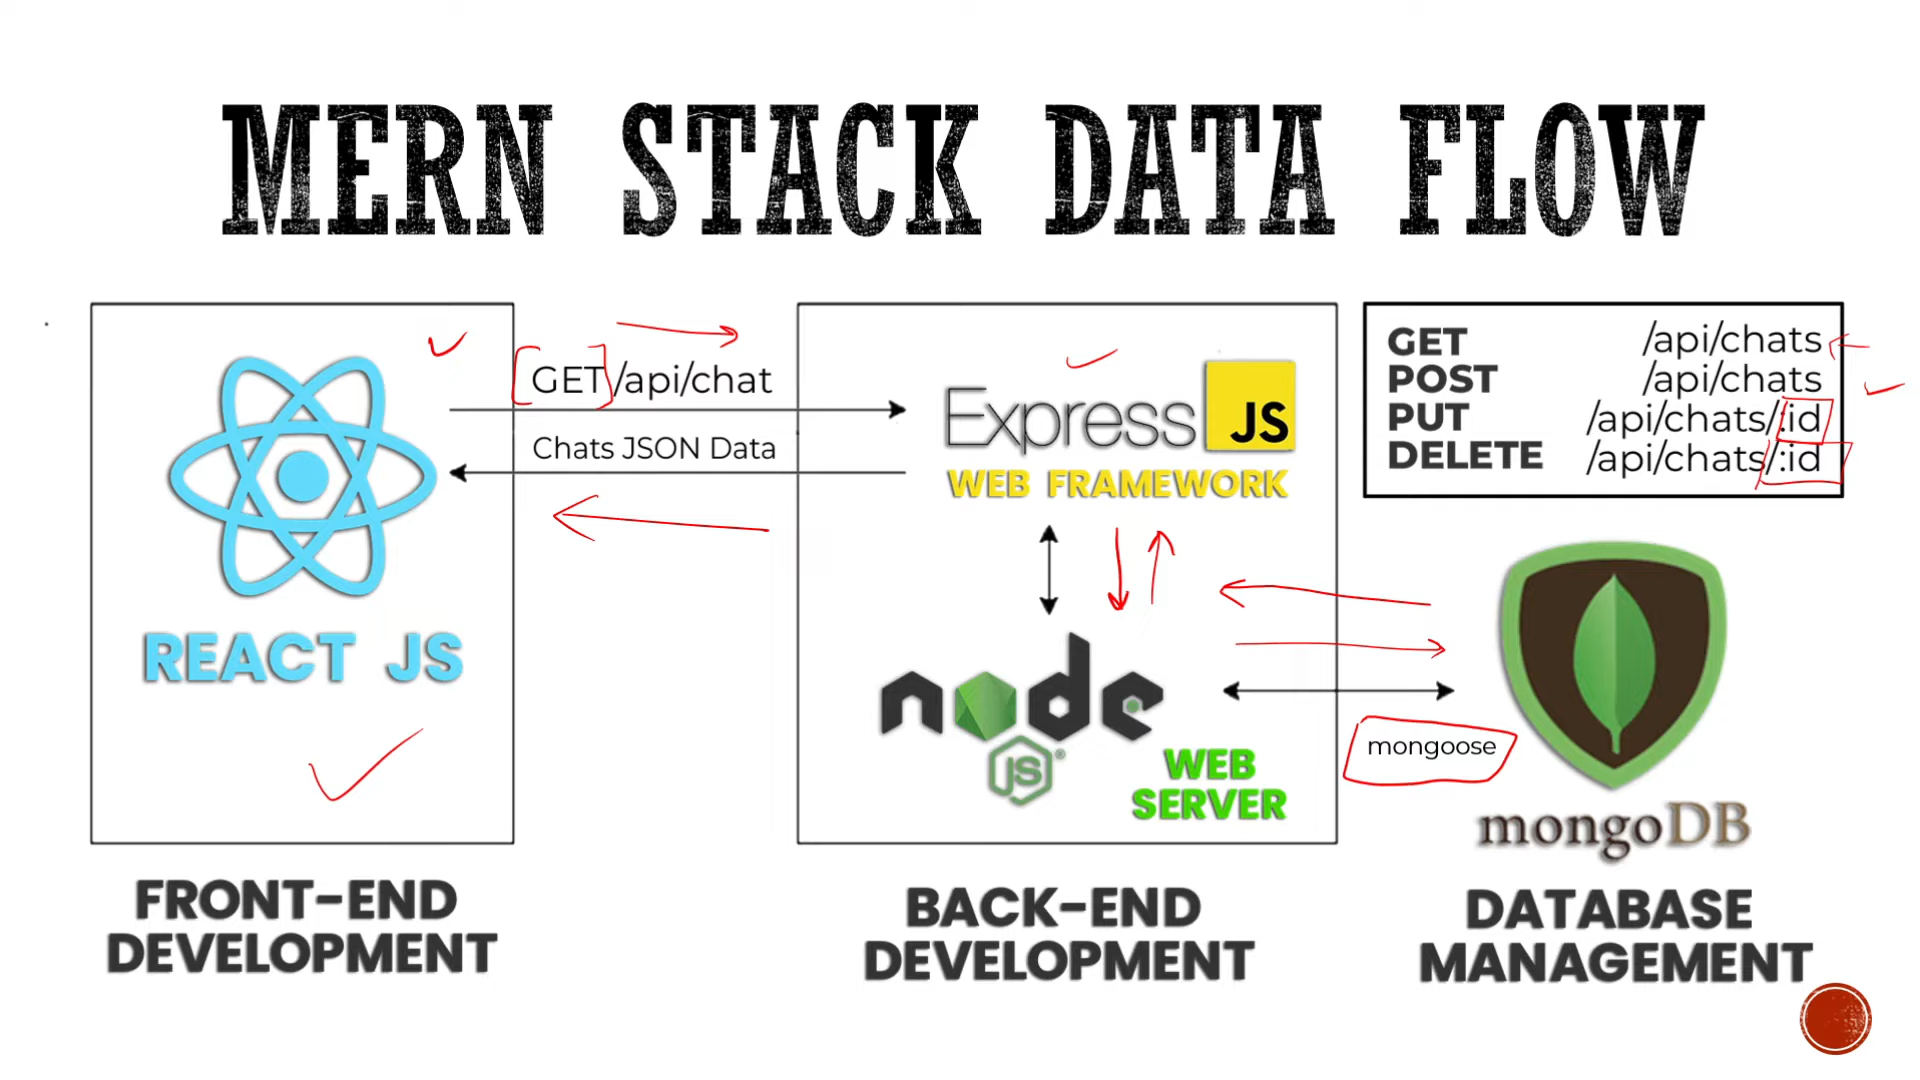 MERN STACK DATA FLOW
GET /api/chat
Chats JSON Data
REACT JS
Express JS
WEB FRAMEWORK
node
JS®
WEB
SERVER
GET /api/chats
POST /api/chats
PUT /api/chats/:id
DELETE /api/chats/:id
mongoose
mongoDB
FRONT-END
DEVELOPMENT
BACK-END
DEVELOPMENT
DATABASE
MANAGEMENT